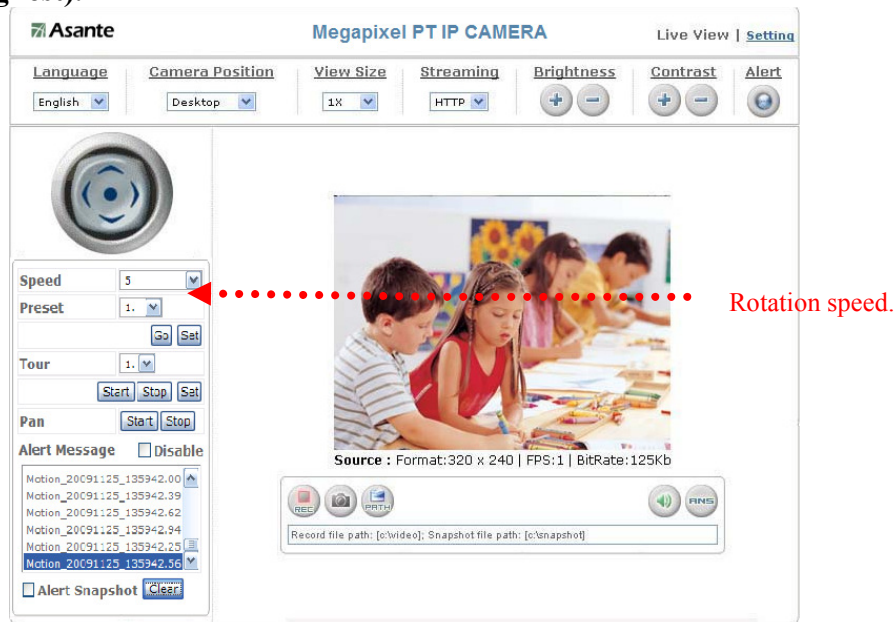 Asante Megapixel PT IP CAMERA Live View | Setting
Language Camera Position View Size Streaming Brightness Contrast Alert
English Desktop 1X HTTP
Speed 5
Rotation speed.
Preset 1.
Go Set
Tour 1.
Start Stop Set
Pan Start Stop
Alert Message Disable
Source : Format:320 x 240 | FPS:1 | BitRate:125Kb
Motion_20091125_135942.00
Motion_20091125_135942.39
Motion_20091125_135942.62
Motion_20091125_135942.94
Motion_20091125_135942.25
Motion_20091125_135942.56
REC PATH ANS
Record file path: [c:\video]; Snapshot file path: [c:\snapshot]
Alert Snapshot Clear